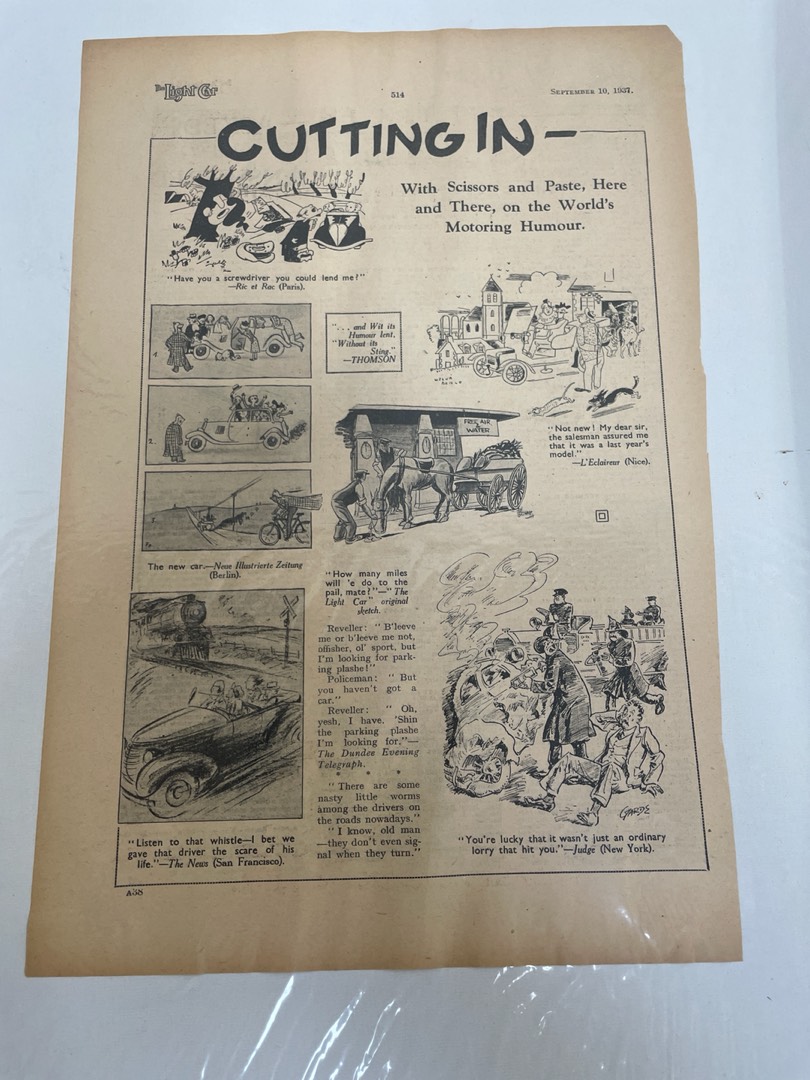 The Light Car
514
September 10, 1937.
CUTTING IN —
With Scissors and Paste, Here
and There, on the World's
Motoring Humour.
"Have you a screwdriver you could lend me?"
—Ric et Rac (Paris).
1.
2.
3.
The new car.—Neue Illustrierte Zeitung
(Berlin).
". . . and Wit its
Humour lent,
"Without its
Sting."
—THOMSON
"Not new! My dear sir,
the salesman assured me
that it was a last year's
model."
—L'Eclaireur (Nice).
FREE AIR
&
WATER
"How many miles
will 'e do to the
pail, mate?"—"The
Light Car" original
sketch.
Reveller: "B'leeve
me or b'leeve me not,
offisher, ol' sport, but
I'm looking for park-
ing plashe!"
Policeman: "But
you haven't got a
car."
Reveller: "Oh,
yesh, I have. 'Shin
the parking plashe
I'm looking for."—
The Dundee Evening
Telegraph.
* * *
"There are some
nasty little worms
among the drivers on
the roads nowadays."
"I know, old man
—they don't even sig-
nal when they turn."
"Listen to that whistle—I bet we
gave that driver the scare of his
life."—The News (San Francisco).
"You're lucky that it wasn't just an ordinary
lorry that hit you."—Judge (New York).
A38